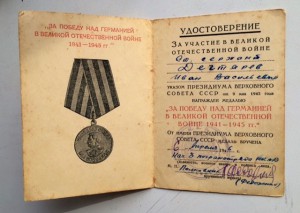 „ЗА ПОБЕДУ НАД ГЕРМАНИЕЙ
В ВЕЛИКОЙ ОТЕЧЕСТВЕННОЙ ВОЙНЕ
1941—1945 гг."
УДОСТОВЕРЕНИЕ
ЗА УЧАСТИЕ В ВЕЛИКОЙ
ОТЕЧЕСТВЕННОЙ ВОЙНЕ
сержант
Иван Васильевич
УКАЗОМ ПРЕЗИДИУМА ВЕРХОВНОГО
СОВЕТА СССР от 9 мая 1945 года
НАГРАЖДЕН МЕДАЛЬЮ
„ЗА ПОБЕДУ НАД ГЕРМАНИЕЙ
В ВЕЛИКОЙ ОТЕЧЕСТВЕННОЙ
ВОЙНЕ 1941—1945 гг."
От имени ПРЕЗИДИУМА ВЕРХОВНОГО
СОВЕТА СССР МЕДАЛЬ ВРУЧЕНА